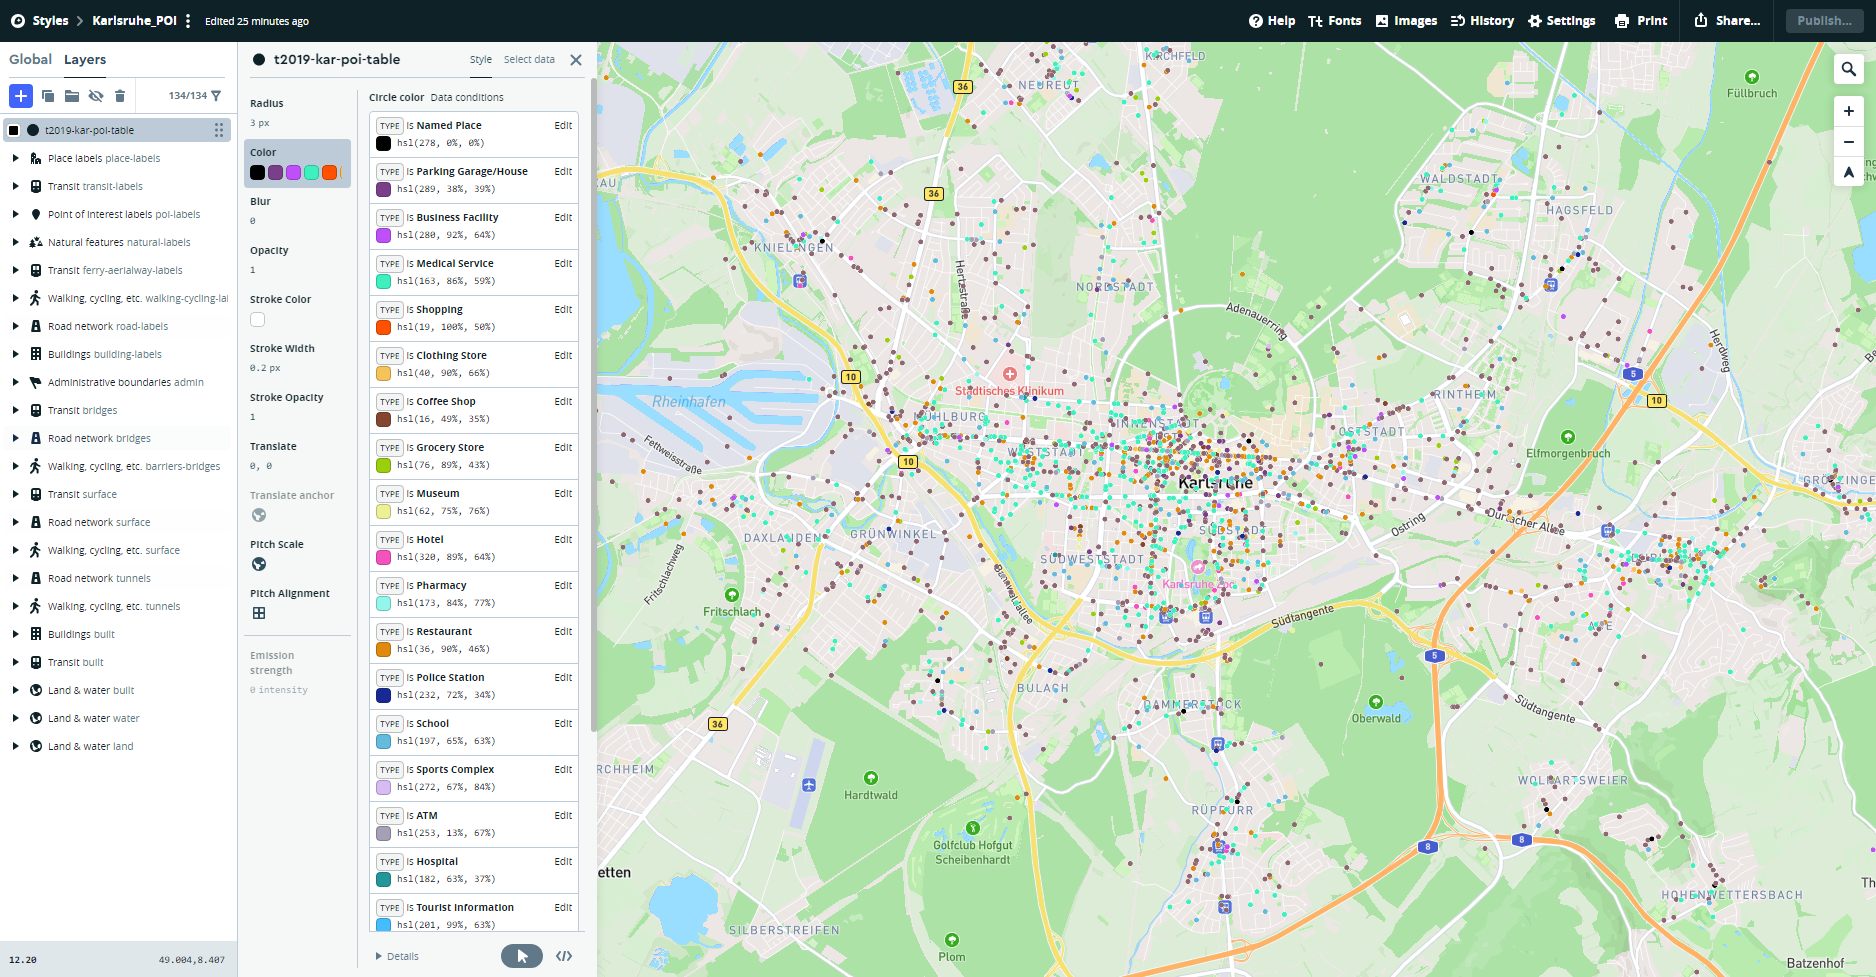 Styles
Karlsruhe_POI
Edited 25 minutes ago
Help
Fonts
Images
History
Settings
Print
Share...
Publish...
Global
Layers
134/134
t2019-kar-poi-table
Place labels place-labels
Transit transit-labels
Point of interest labels poi-labels
Natural features natural-labels
Transit ferry-aerialway-labels
Walking, cycling, etc. walking-cycling-lal
Road network road-labels
Buildings building-labels
Administrative boundaries admin
Transit bridges
Road network bridges
Walking, cycling, etc. barriers-bridges
Transit surface
Road network surface
Walking, cycling, etc. surface
Road network tunnels
Walking, cycling, etc. tunnels
Buildings built
Transit built
Land & water built
Land & water water
Land & water land
12.20
49.004,8.407
t2019-kar-poi-table
Style
Select data
Radius
3 px
Color
Blur
0
Opacity
1
Stroke Color
Stroke Width
0.2 px
Stroke Opacity
1
Translate
0, 0
Translate anchor
Pitch Scale
Pitch Alignment
Emission
strength
0 intensity
Circle color Data conditions
TYPE is Named Place Edit
hsl(278, 0%, 0%)
TYPE is Parking Garage/House Edit
hsl(289, 38%, 39%)
TYPE is Business Facility Edit
hsl(280, 92%, 64%)
TYPE is Medical Service Edit
hsl(163, 86%, 59%)
TYPE is Shopping Edit
hsl(19, 100%, 50%)
TYPE is Clothing Store Edit
hsl(40, 90%, 66%)
TYPE is Coffee Shop Edit
hsl(16, 49%, 35%)
TYPE is Grocery Store Edit
hsl(76, 89%, 43%)
TYPE is Museum Edit
hsl(62, 75%, 76%)
TYPE is Hotel Edit
hsl(320, 89%, 64%)
TYPE is Pharmacy Edit
hsl(173, 84%, 77%)
TYPE is Restaurant Edit
hsl(36, 90%, 46%)
TYPE is Police Station Edit
hsl(232, 72%, 34%)
TYPE is School Edit
hsl(197, 65%, 63%)
TYPE is Sports Complex Edit
hsl(272, 67%, 84%)
TYPE is ATM Edit
hsl(253, 13%, 67%)
TYPE is Hospital Edit
hsl(182, 63%, 37%)
TYPE is Tourist Information Edit
hsl(201, 99%, 63%)
Details
KIRCHFELD
NEUREUT
36
Füllbruch
36
WALDSTADT
HAGSFELD
KNIELINGEN
Hertzstraße
NORDSTADT
Adenauerring
Herdweg
5
10
10
Städtisches Klinikum
Rheinhafen
MÜHLBURG
INNENSTADT
OSTSTADT
RINTHEIM
WESTSTADT
Fettweisstraße
10
Elfmorgenbruch
Karlsruhe
Ostring
Durlacher Allee
SÜDSTADT
DAXLANDEN
GRÜNWINKEL
SÜDWESTSTADT
Karlsruhe Zoo
Fritschlachweg
Fritschlach
Bannwaldallee
Südtangente
AUE
5
BULACH
DAMMERSTOCK
Oberwald
Südtangente
36
Hardtwald
WOLFARTSWEIER
RÜPPURR
8
8
Golfclub Hofgut
Scheibenhardt
etten
HOHENWETTERSBACH
Th
SILBERSTREIFEN
Plom
Batzenhof